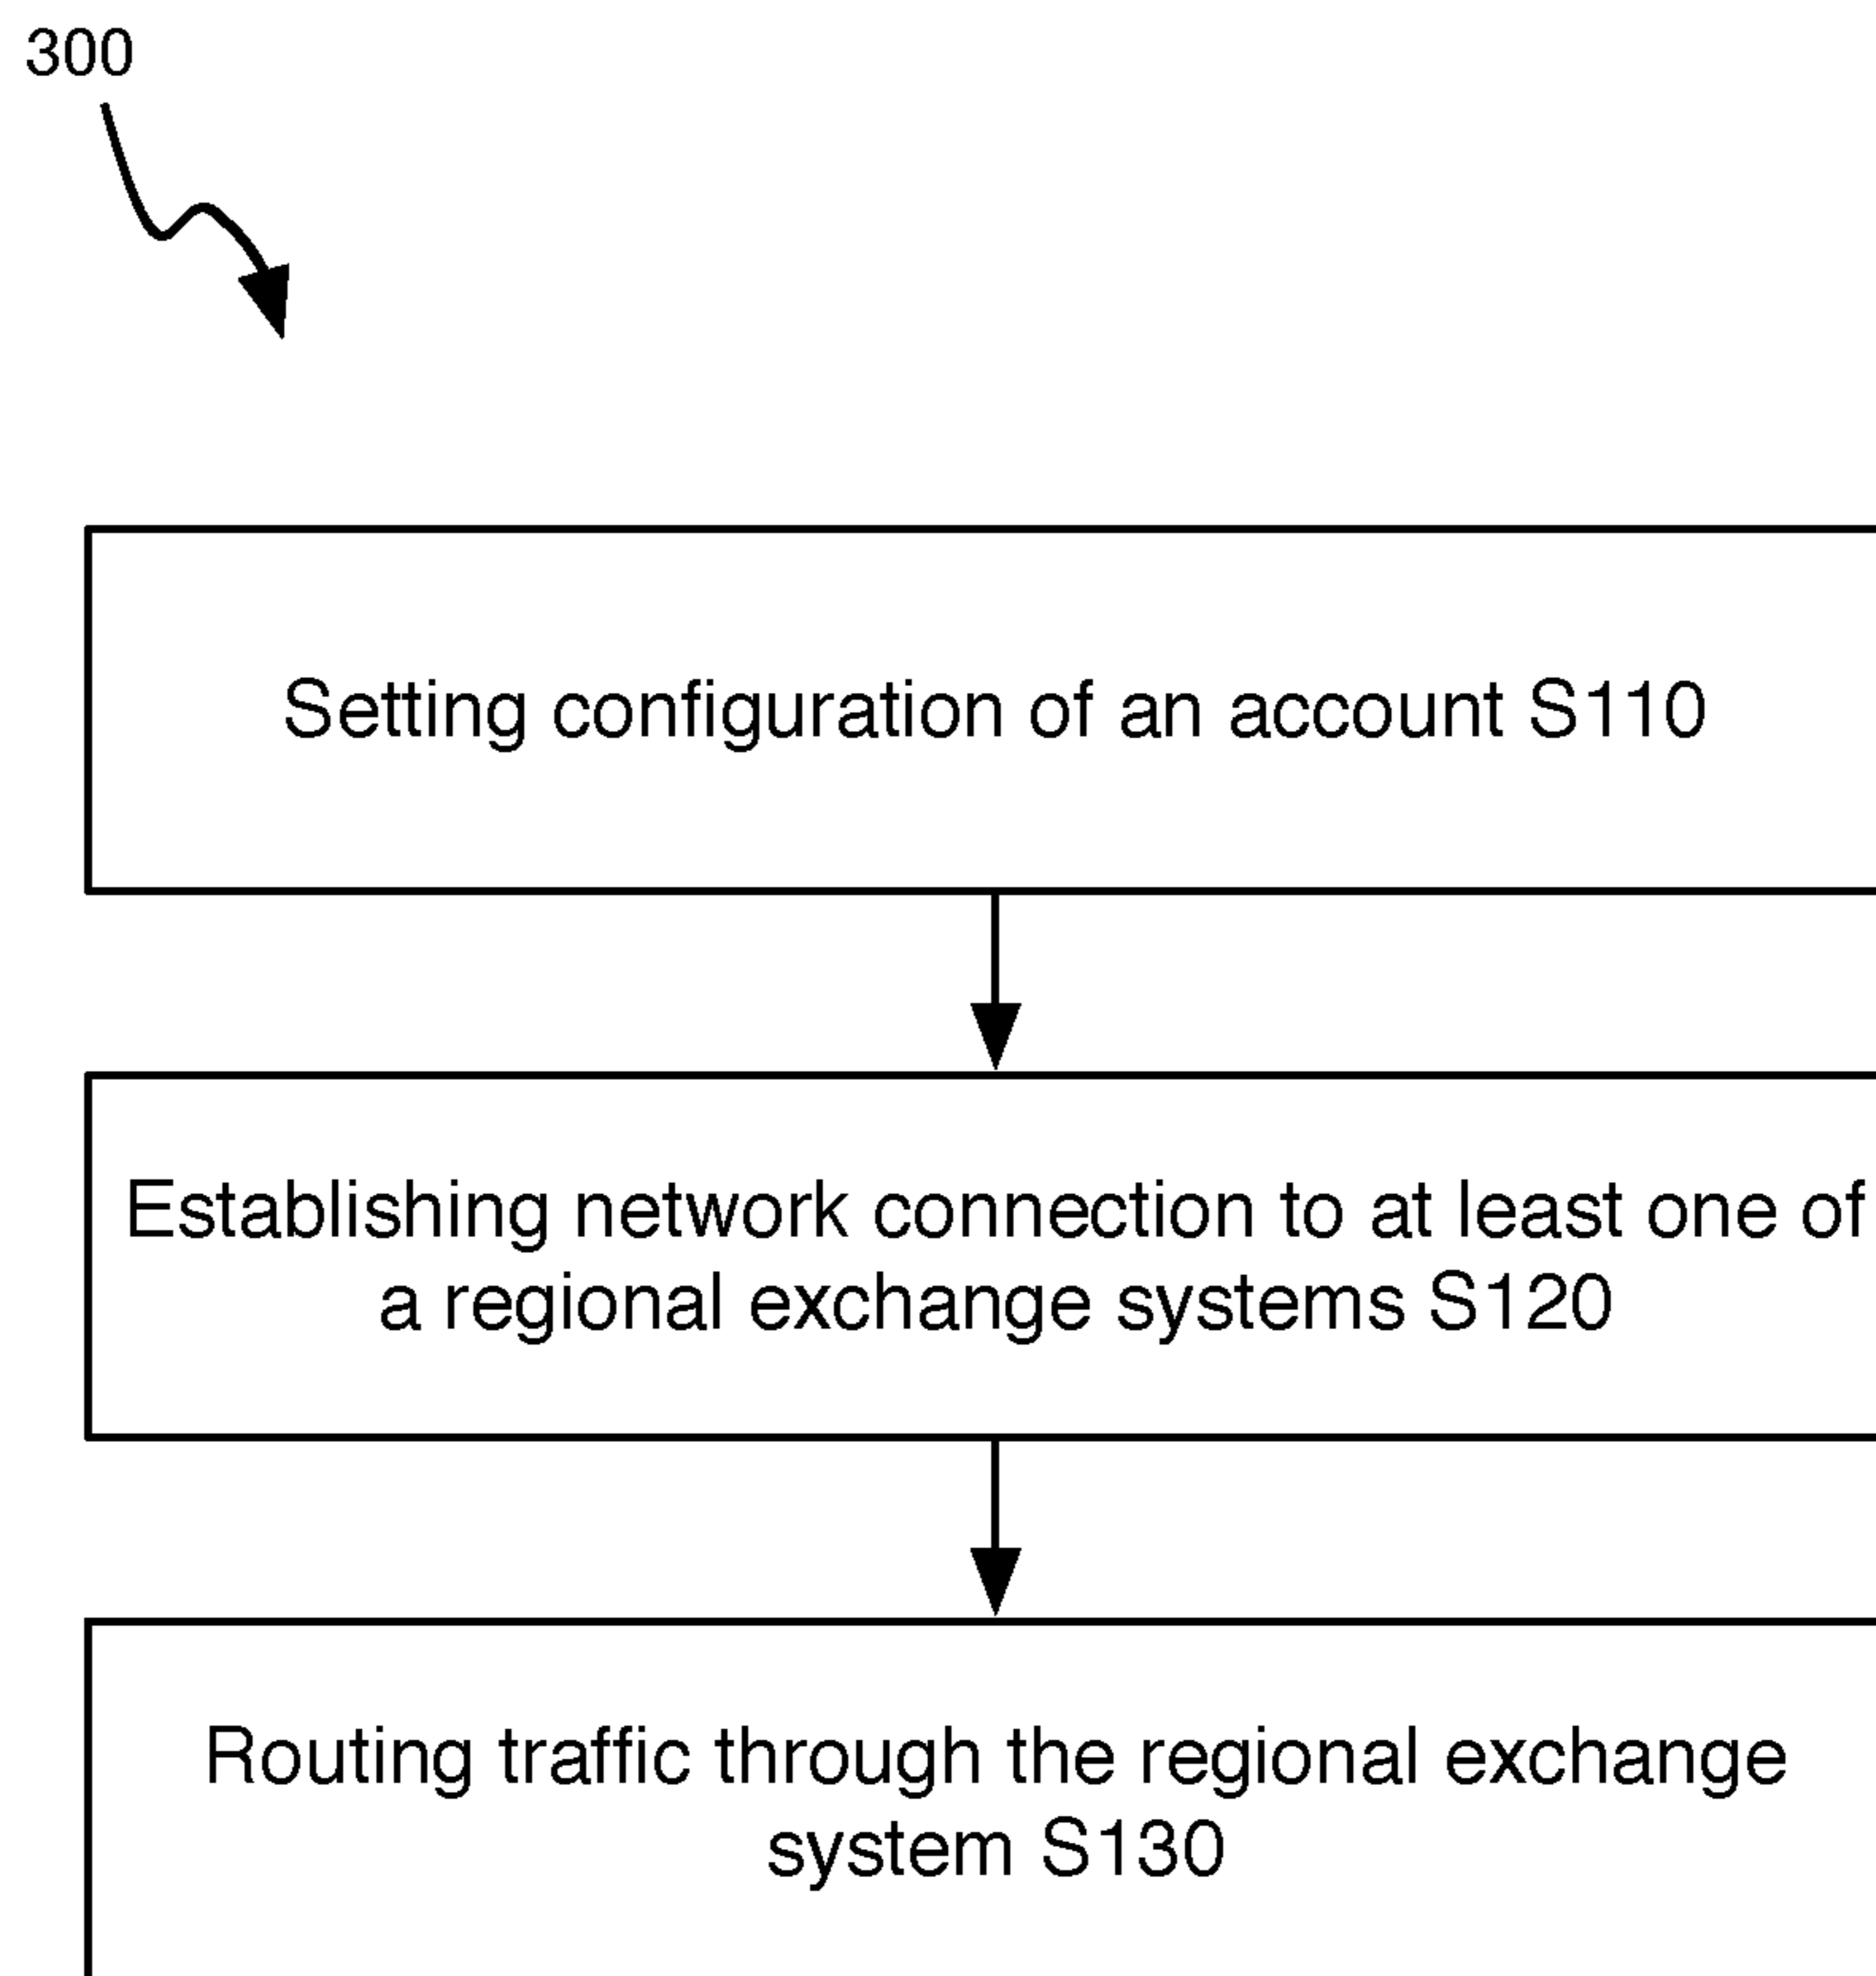 300
Setting configuration of an account S110
Establishing network connection to at least one of
a regional exchange systems S120
Routing traffic through the regional exchange
system S130